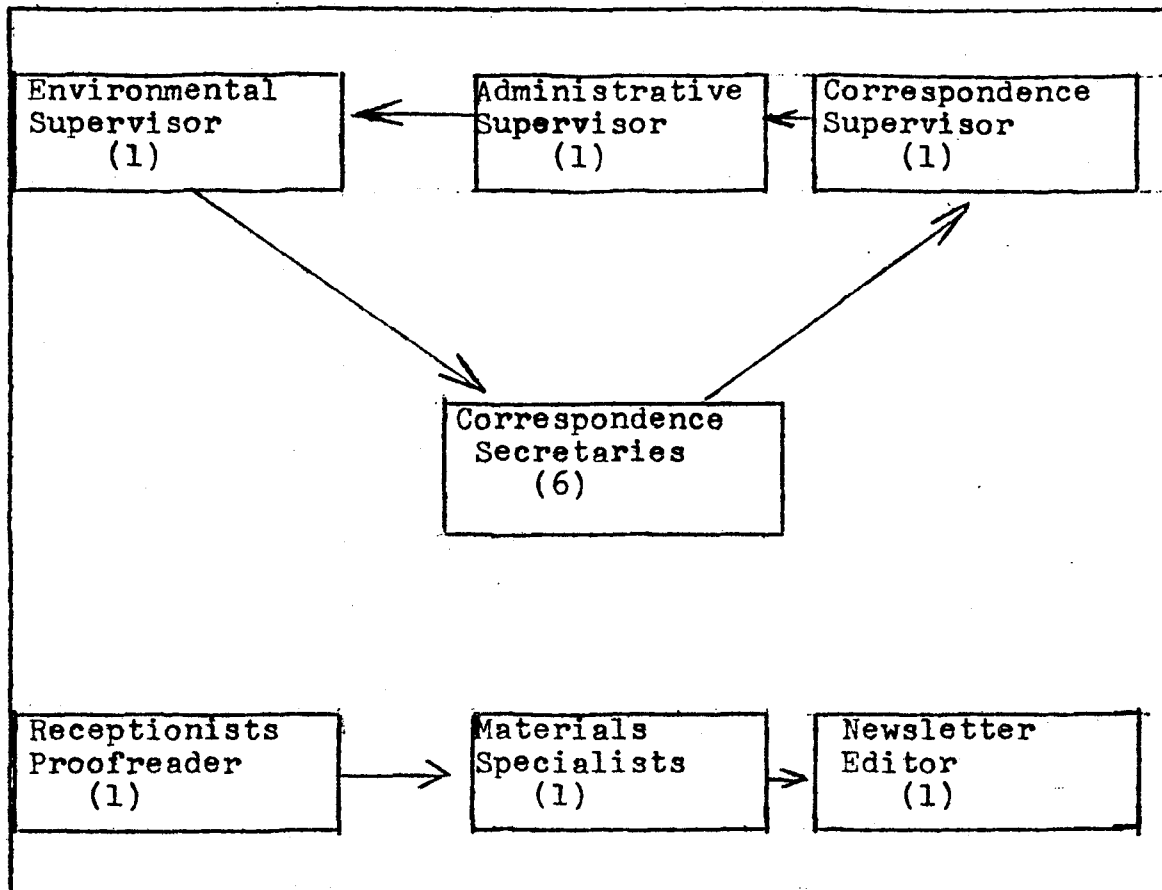 Environmental
Supervisor
(1)
Administrative
Supervisor
(1)
Correspondence
Supervisor
(1)
Correspondence
Secretaries
(6)
Receptionists
Proofreader
(1)
Materials
Specialists
(1)
Newsletter
Editor
(1)